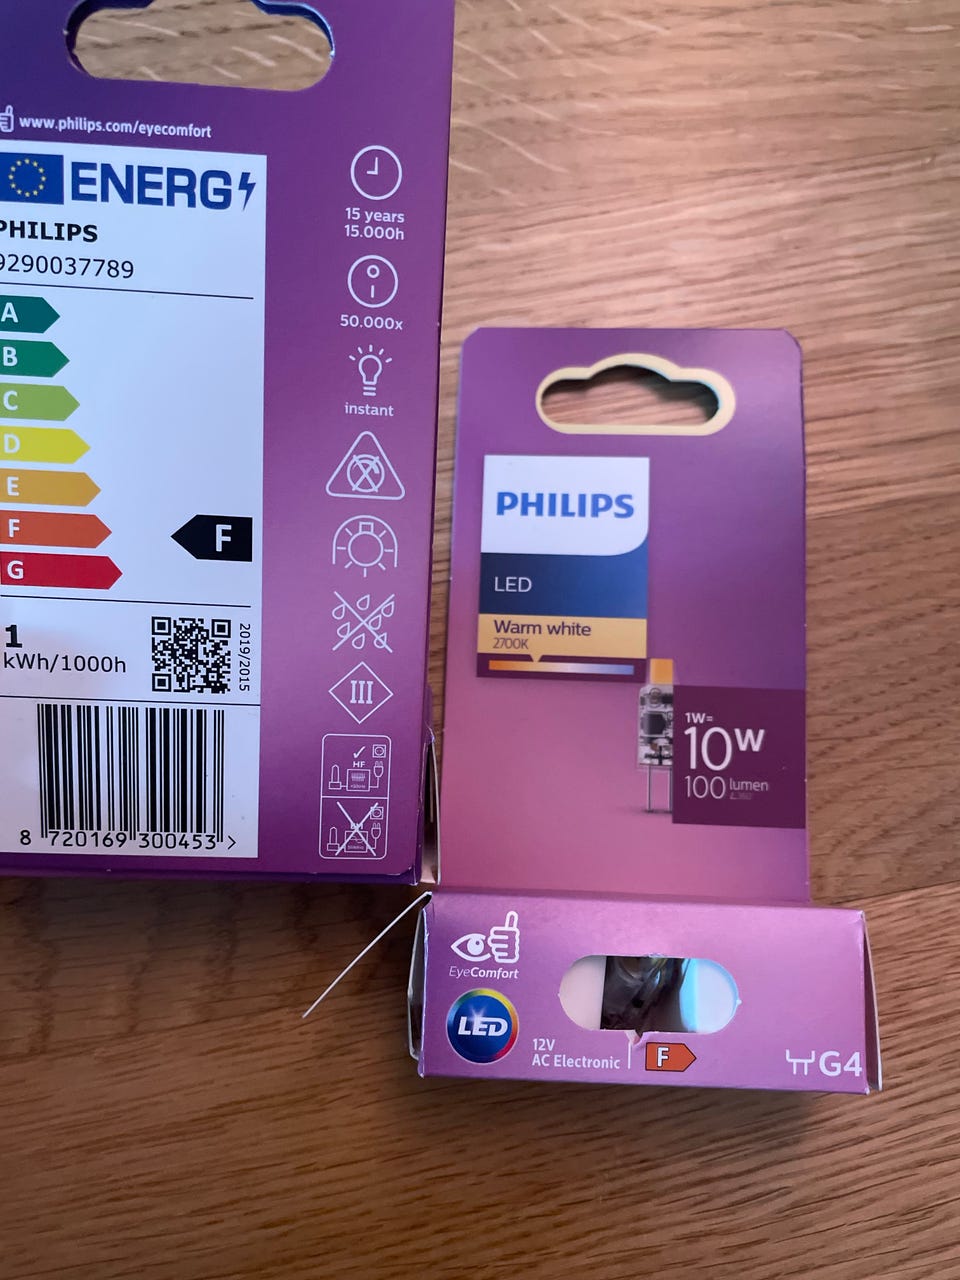 www.philips.com/eyecomfort
ENERG
PHILIPS
9290037789
A
B
C
D
E
F
G
F
1
kWh/1000h
2019/2015
8 720169 300453 >
15 years
15.000h
50.000x
instant
III
HF
PHILIPS
LED
Warm white
2700K
1W=
10W
100 lumen
EyeComfort
LED
12V
AC Electronic
F
G4